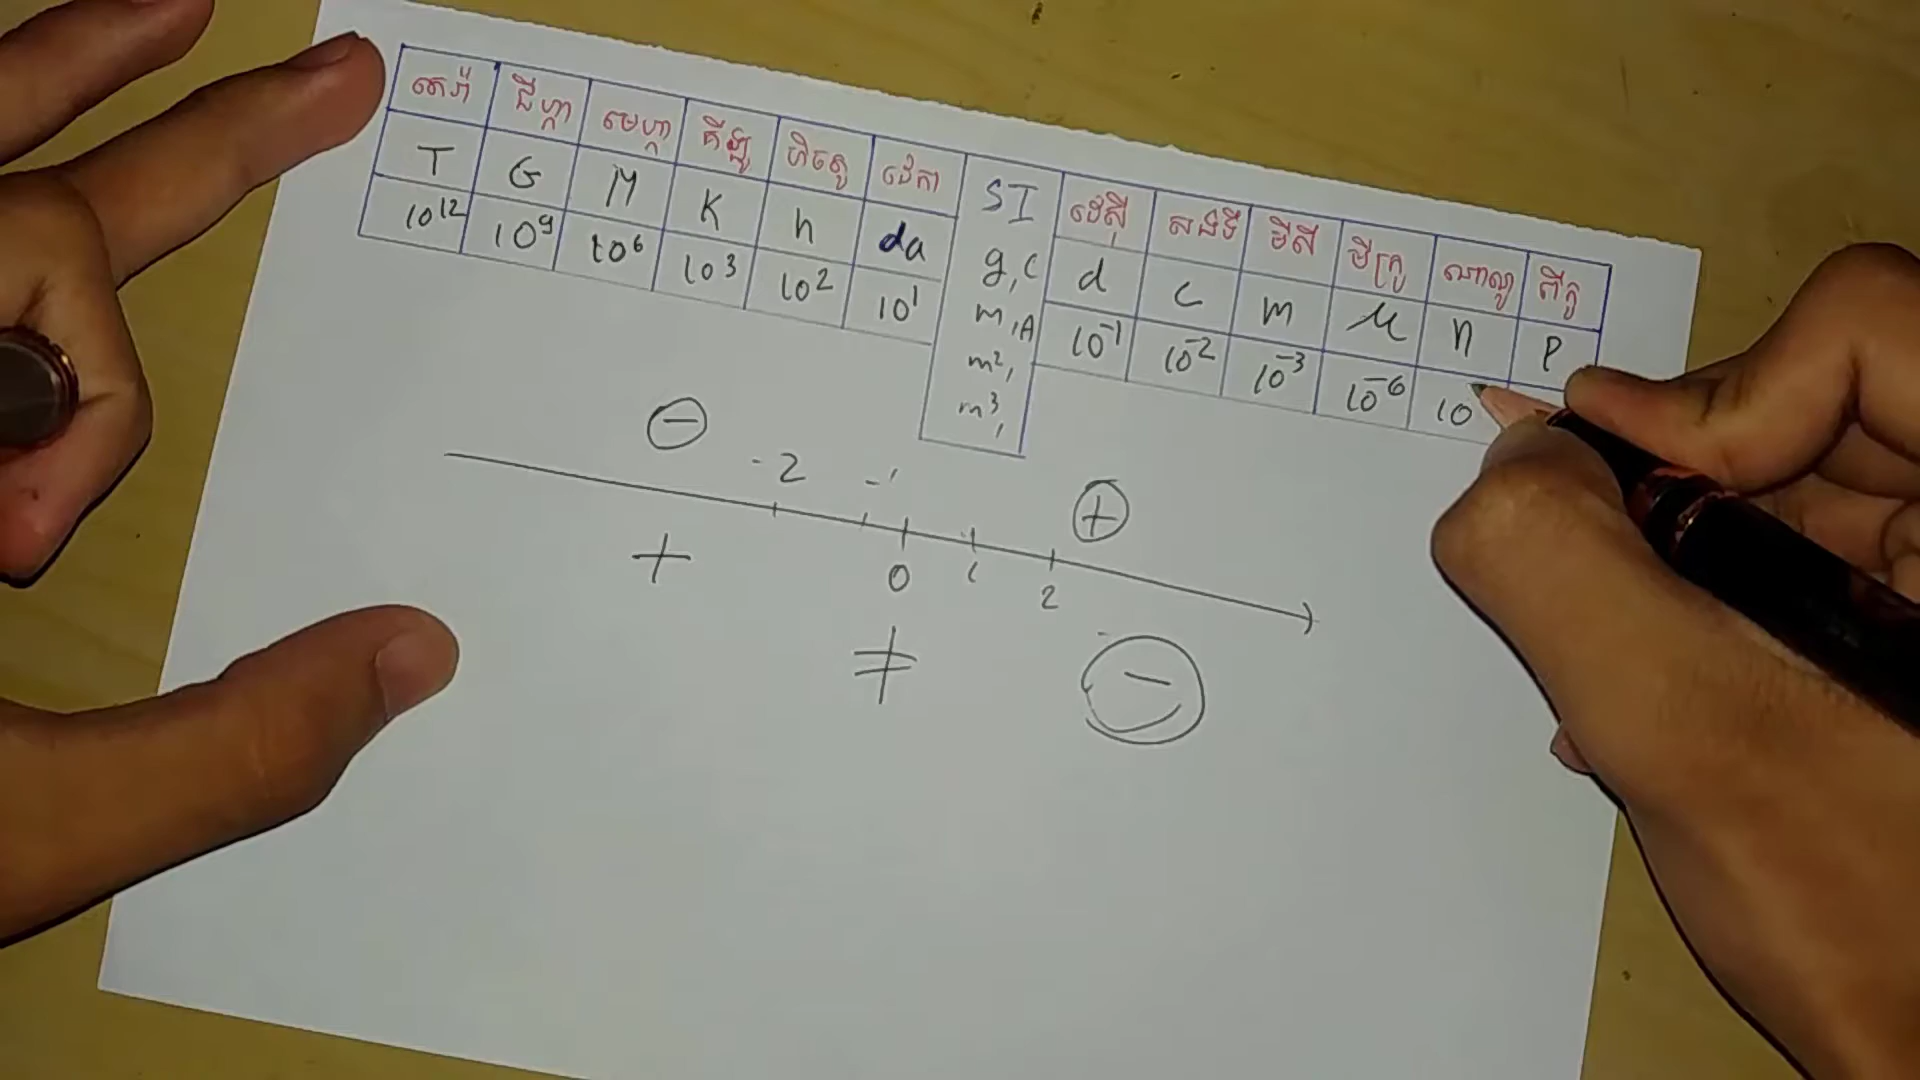 តេរ៉ា ជីហ្កា មេហ្កា គីឡូ ហិចតូ ដេកា SI ដេស៊ី សង់ទី មីលី មីក្រូ ណាណូ ពីកូ
T G M K h da g,c d c m μ n P
10¹² 10⁹ 10⁶ 10³ 10² 10¹ m,A 10⁻¹ 10⁻² 10⁻³ 10⁻⁶ 10
m²,
m³,
- +
-2 -1
+ 0 1 2
≠ -